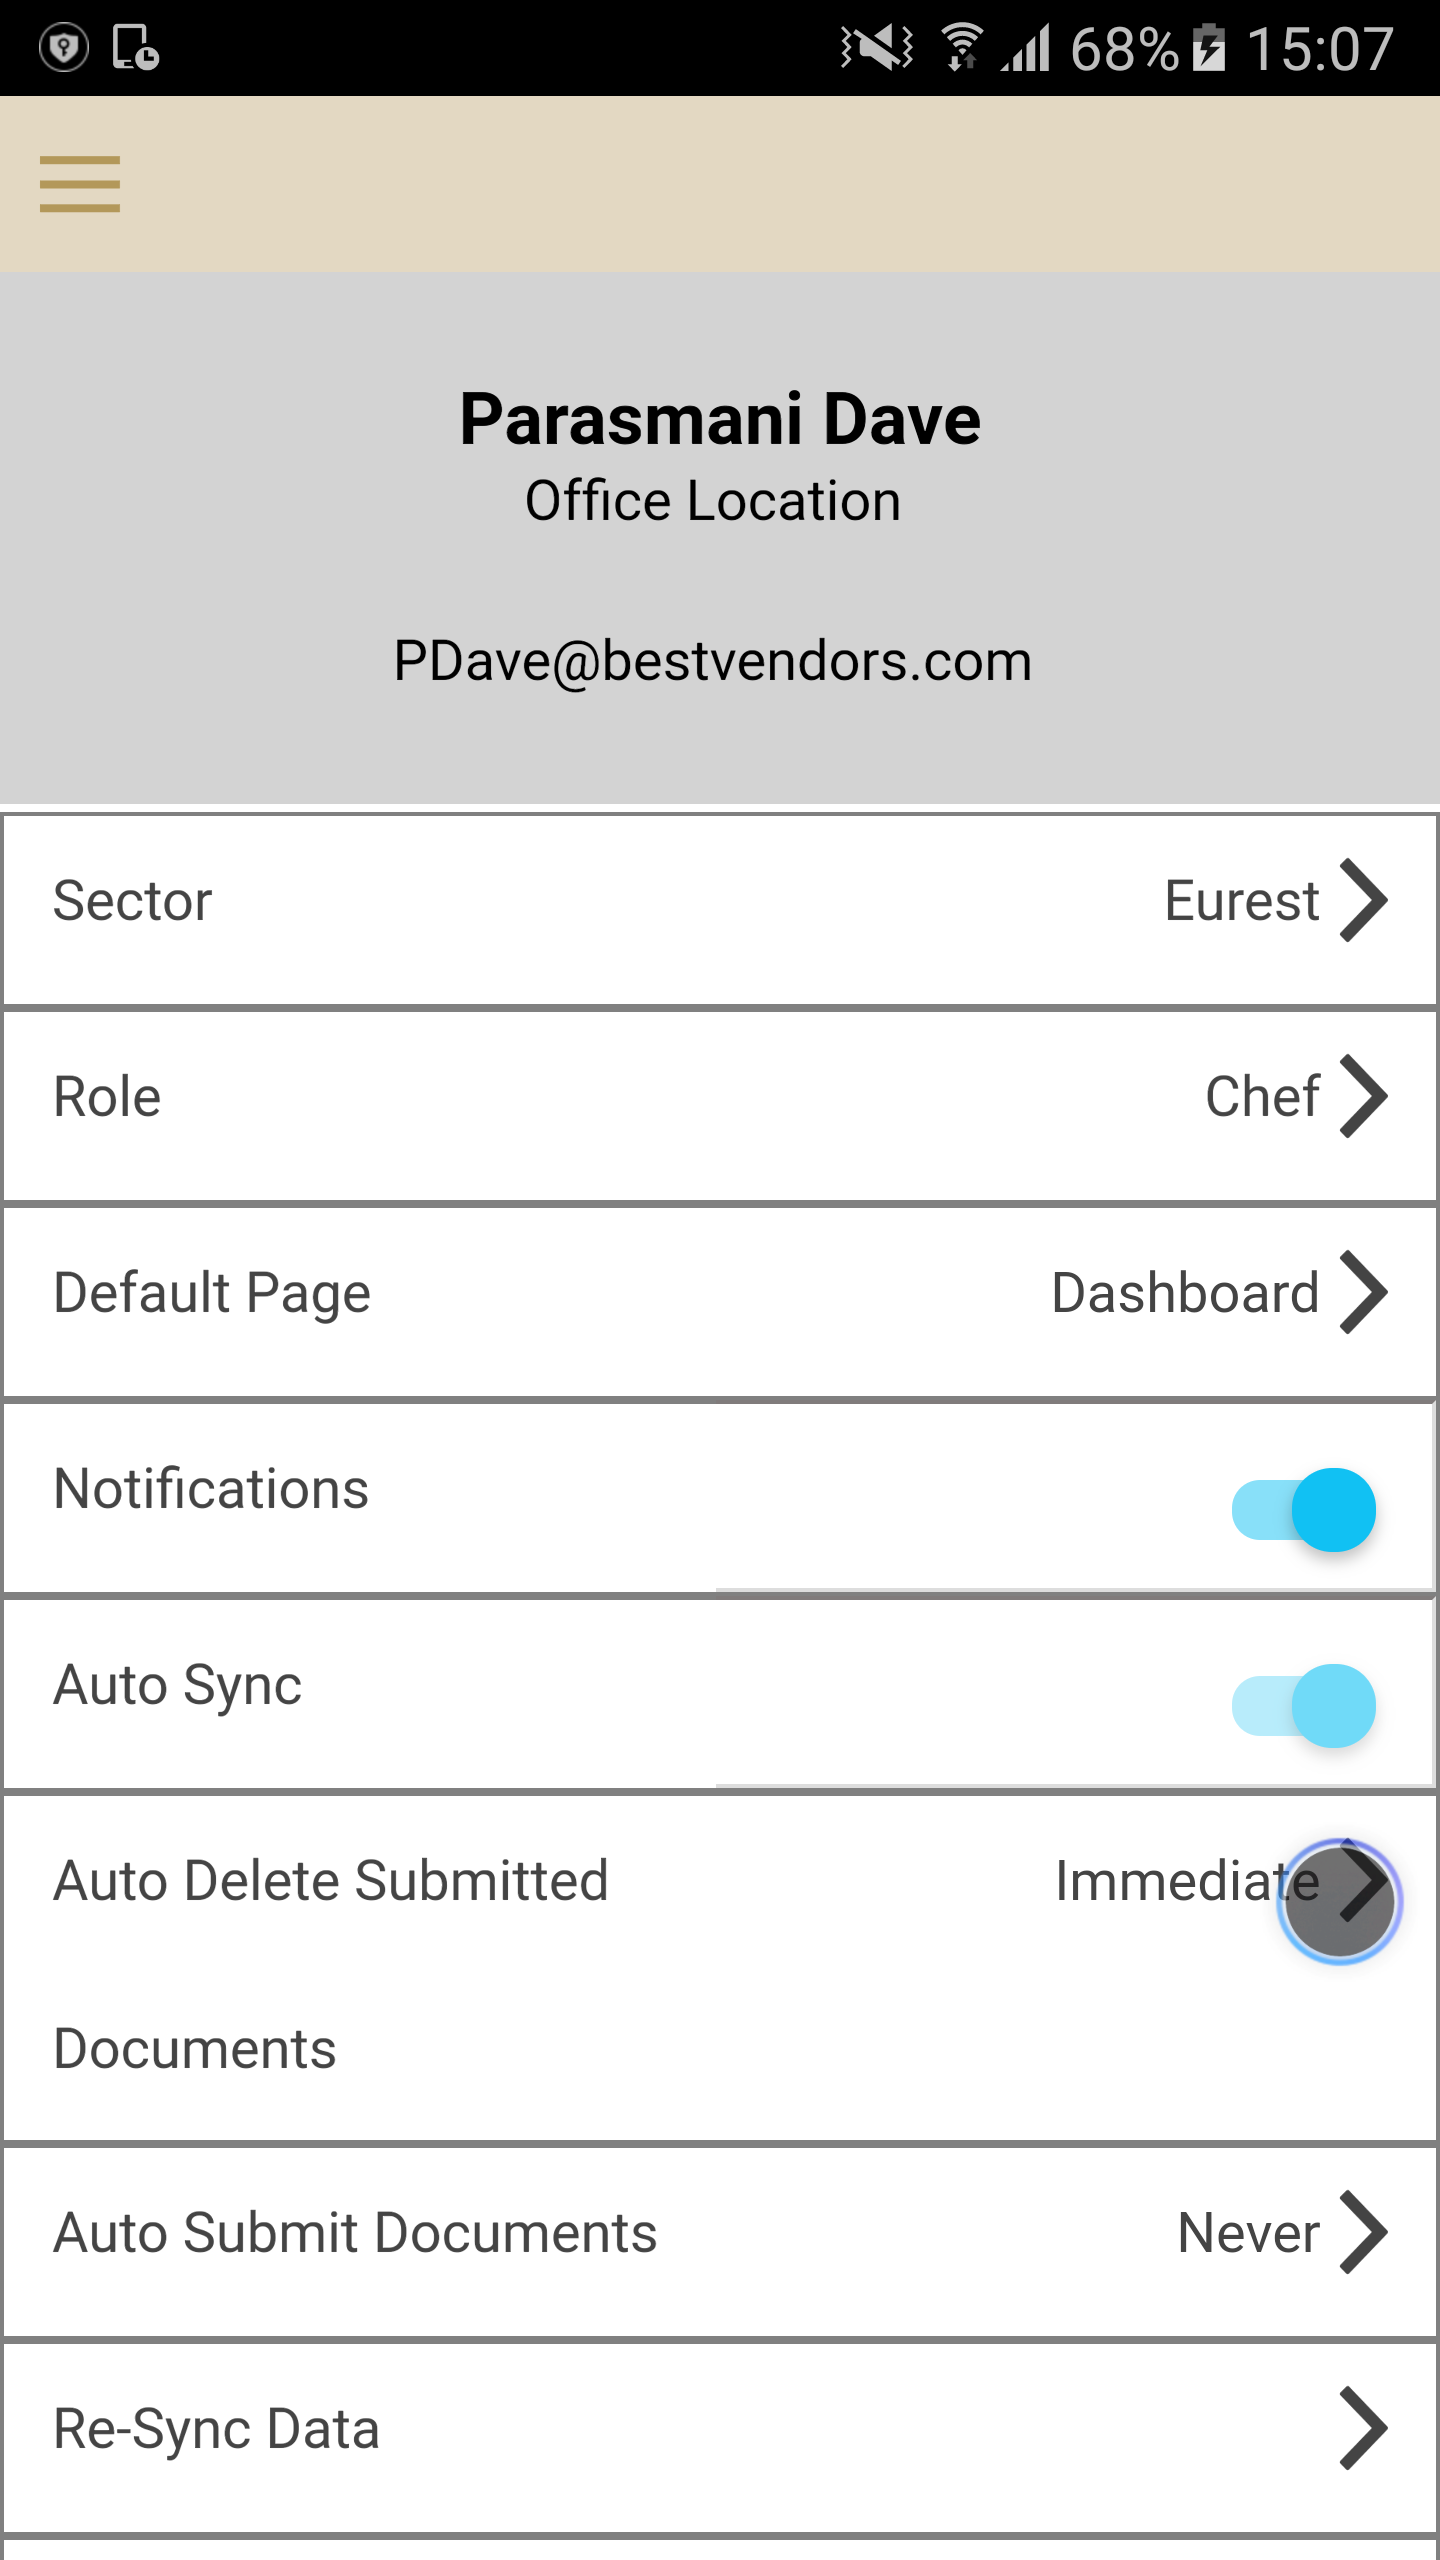 68% 15:07
Parasmani Dave
Office Location
PDave@bestvendors.com
Sector Eurest
Role Chef
Default Page Dashboard
Notifications
Auto Sync
Auto Delete Submitted Immediate
Documents
Auto Submit Documents Never
Re-Sync Data